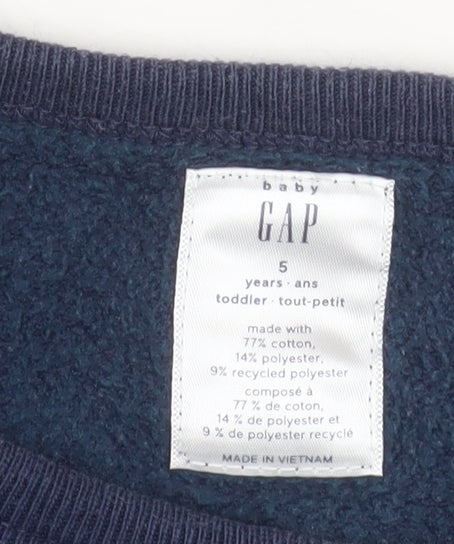 baby
GAP
5
years · ans
toddler · tout-petit
made with
77% cotton,
14% polyester,
9% recycled polyester
composé à
77 % de coton,
14 % de polyester et
9 % de polyester recyclé
MADE IN VIETNAM